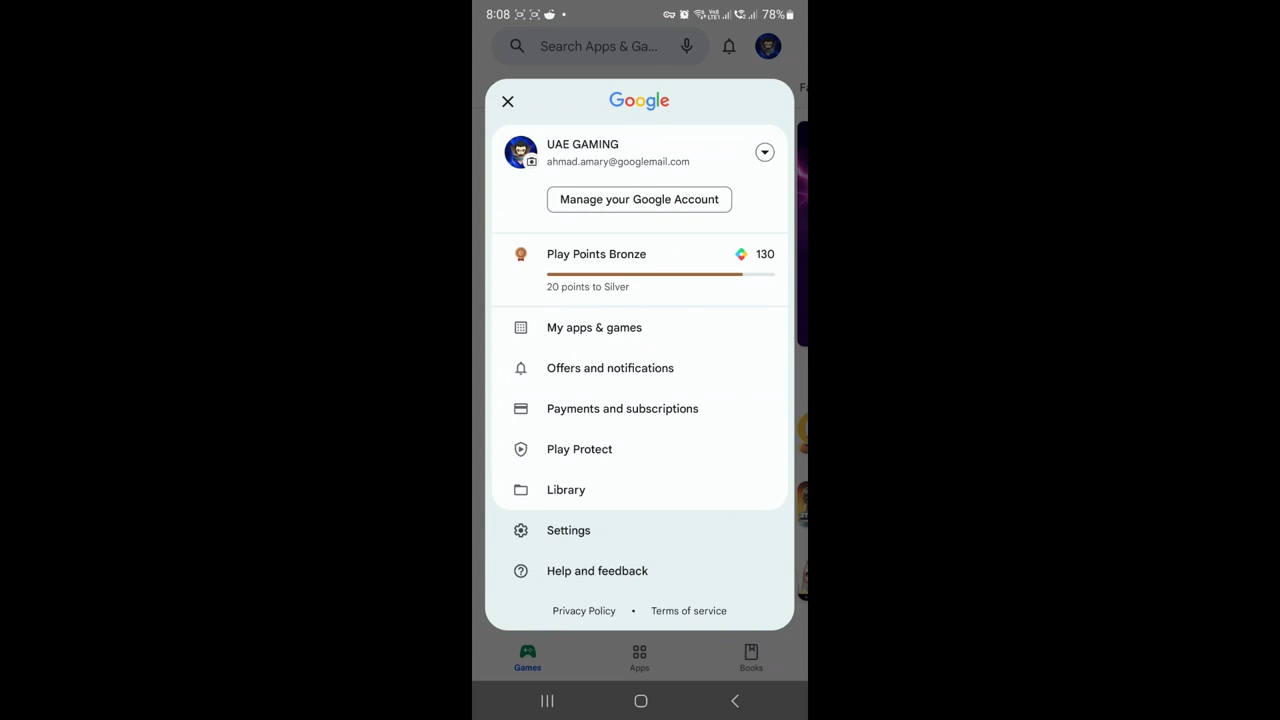 8:08 78%
Search Apps & Ga...
Google
UAE GAMING
ahmad.amary@googlemail.com
Manage your Google Account
Play Points Bronze 130
20 points to Silver
My apps & games
Offers and notifications
Payments and subscriptions
Play Protect
Library
Settings
Help and feedback
Privacy Policy • Terms of service
Games Apps Books